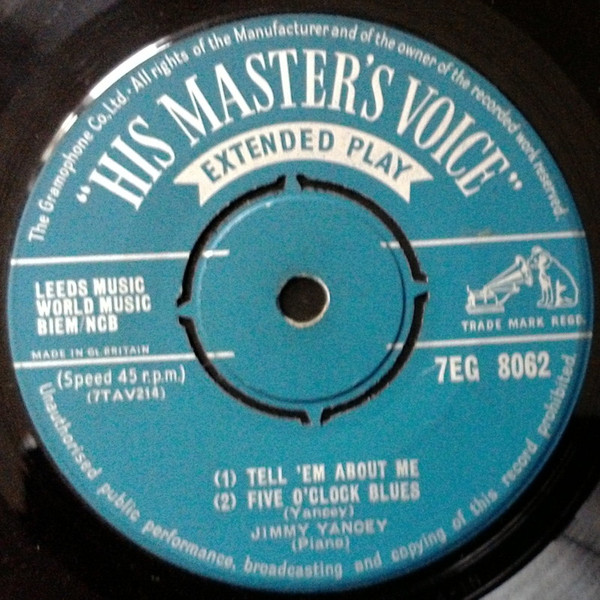 The Gramophone Co., Ltd. · All rights of the Manufacturer and of the owner of the recorded work reserved.
"HIS MASTER'S VOICE"
EXTENDED PLAY
LEEDS MUSIC
WORLD MUSIC
BIEM/NCB
TRADE MARK REGD.
MADE IN GT. BRITAIN
(Speed 45 r.p.m.)
(7TAV214)
7EG 8062
(1) TELL 'EM ABOUT ME
(2) FIVE O'CLOCK BLUES
(Yancey)
JIMMY YANCEY
(Piano)
Unauthorised public performance, broadcasting and copying of this record prohibited.